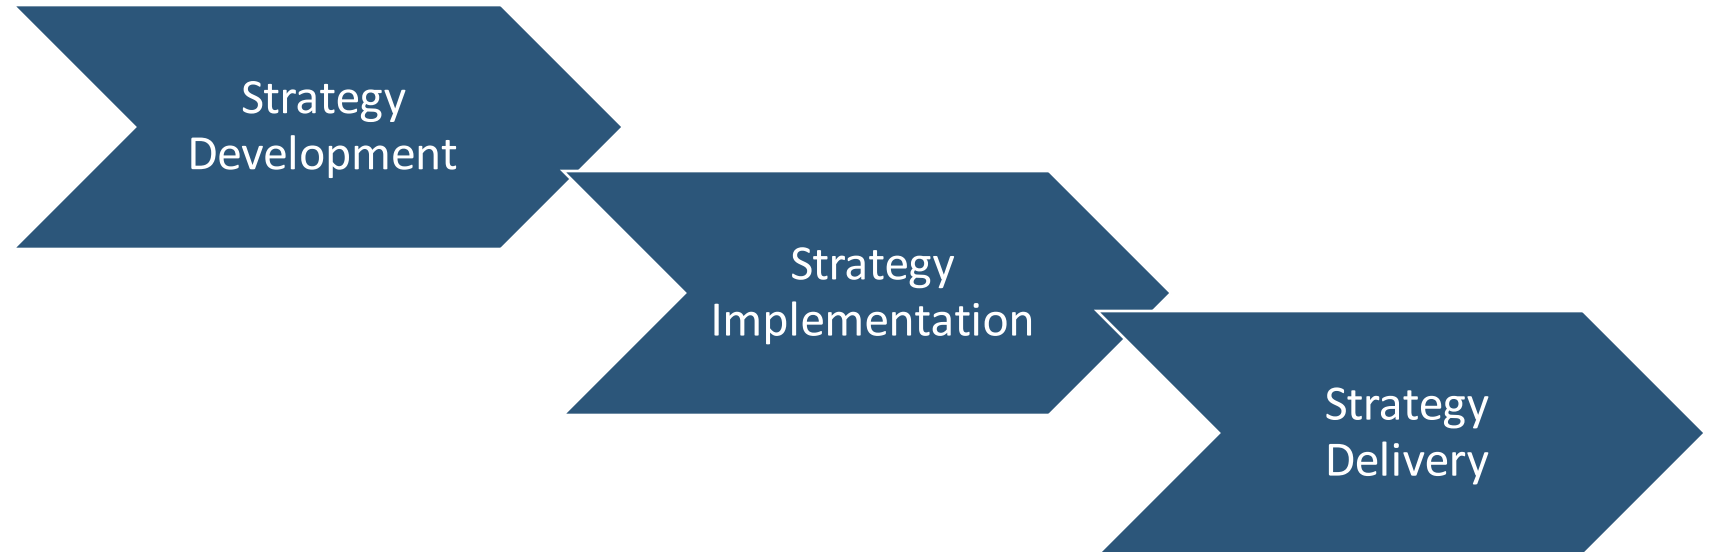 Strategy
Development
Strategy
Implementation
Strategy
Delivery